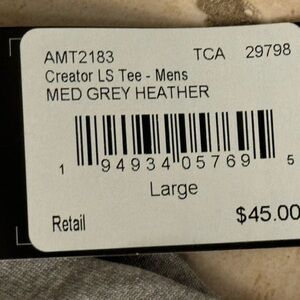 AMT2183 TCA 29798
Creator LS Tee - Mens
MED GREY HEATHER
1 94934 05769 5
Large
Retail $45.00